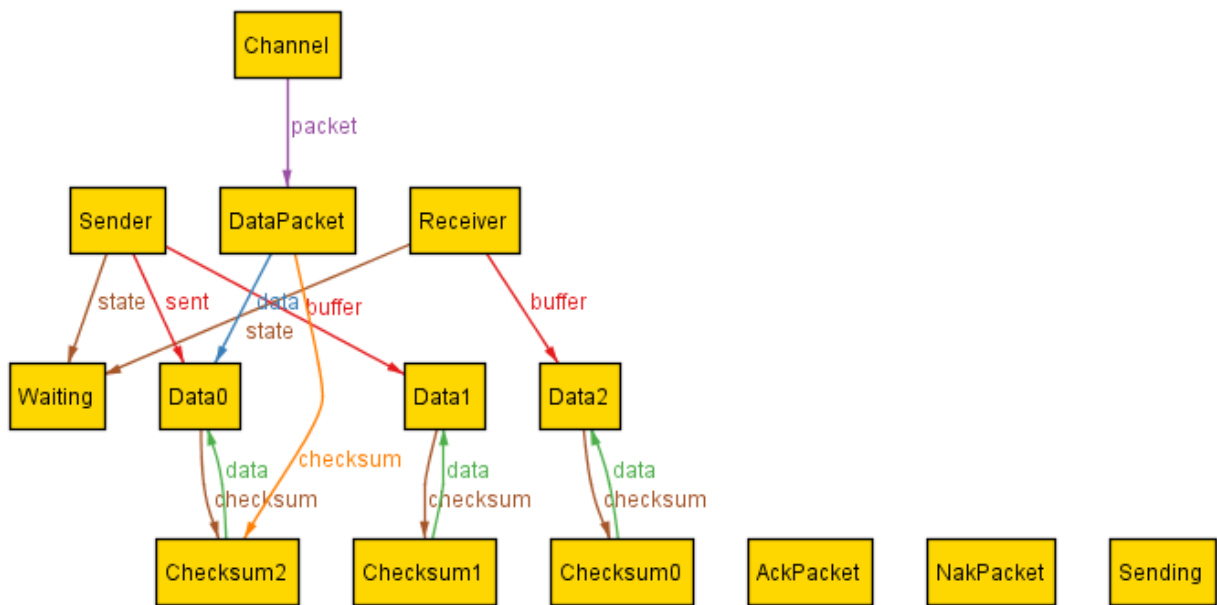 Channel
packet
Sender
DataPacket
Receiver
state
sent
data
buffer
state
buffer
Waiting
Data0
Data1
Data2
checksum
data
checksum
data
checksum
data
checksum
Checksum2
Checksum1
Checksum0
AckPacket
NakPacket
Sending